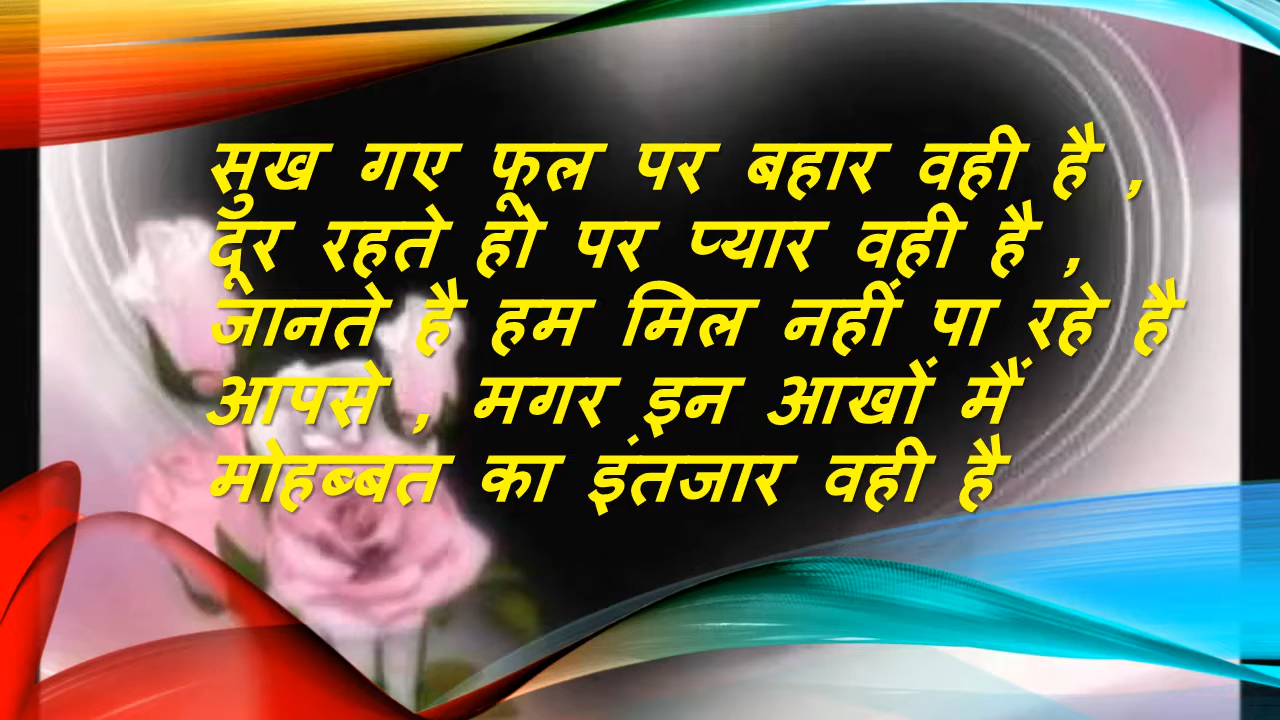 सुख गए फूल पर बहार वही है ,
दूर रहते हो पर प्यार वही है ,
जानते है हम मिल नहीं पा रहे है
आपसे , मगर इन आखों मैं
मोहब्बत का इंतजार वही है